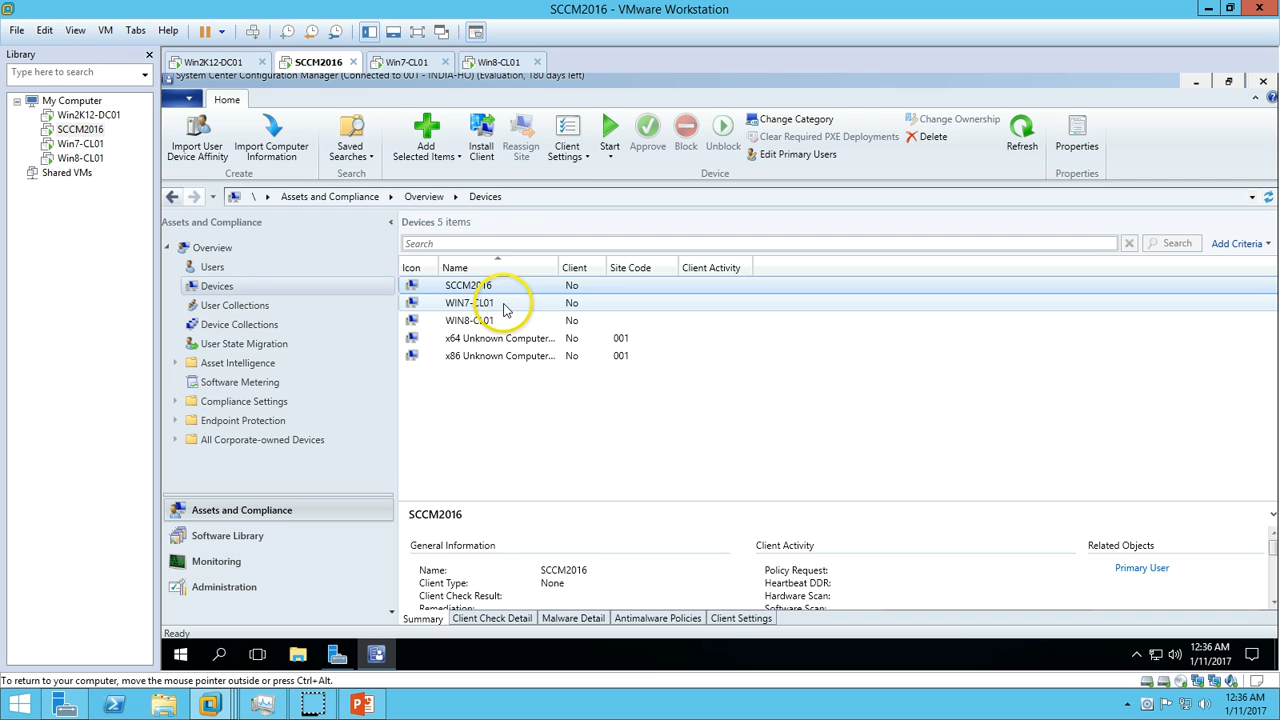 SCCM2016 - VMware Workstation
File Edit View VM Tabs Help
Library
Type here to search
My Computer
Win2K12-DC01
SCCM2016
Win7-CL01
Win8-CL01
Shared VMs
Win2K12-DC01 SCCM2016 Win7-CL01 Win8-CL01
System Center Configuration Manager (Connected to 001 - INDIA-HO) (Evaluation, 180 days left)
Home
Import User Device Affinity
Import Computer Information
Create
Saved Searches
Search
Add Selected Items
Install Client
Reassign Site
Client Settings
Start
Approve
Block
Unblock
Change Category
Clear Required PXE Deployments
Edit Primary Users
Change Ownership
Delete
Device
Refresh
Properties
Properties
\ Assets and Compliance Overview Devices
Assets and Compliance
Overview
Users
Devices
User Collections
Device Collections
User State Migration
Asset Intelligence
Software Metering
Compliance Settings
Endpoint Protection
All Corporate-owned Devices
Assets and Compliance
Software Library
Monitoring
Administration
Devices 5 items
Search Search Add Criteria
Icon Name Client Site Code Client Activity
SCCM2016 No
WIN7-CL01 No
WIN8-CL01 No
x64 Unknown Computer... No 001
x86 Unknown Computer... No 001
SCCM2016
General Information
Name: SCCM2016
Client Type: None
Client Check Result:
Remediation:
Client Activity
Policy Request:
Heartbeat DDR:
Hardware Scan:
Software Scan:
Related Objects
Primary User
Summary Client Check Detail Malware Detail Antimalware Policies Client Settings
Ready
12:36 AM
1/11/2017
To return to your computer, move the mouse pointer outside or press Ctrl+Alt.
12:36 AM
1/11/2017